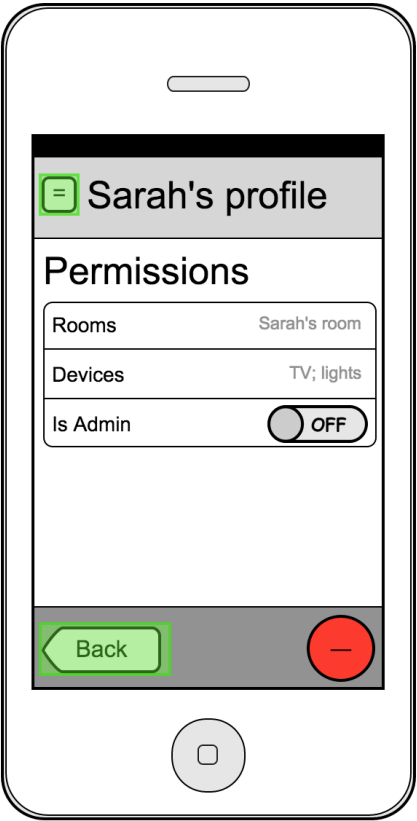 = Sarah's profile
Permissions
Rooms Sarah's room
Devices TV; lights
Is Admin OFF
Back —